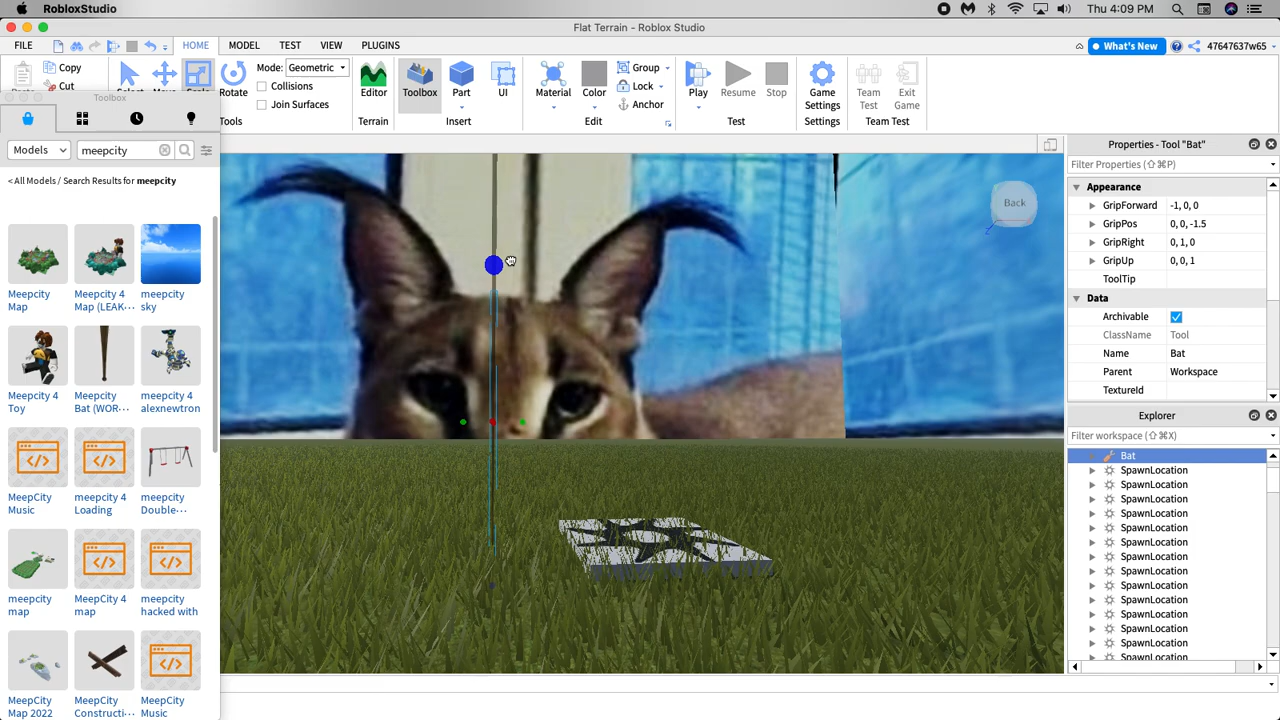 RobloxStudio
Thu 4:09 PM
Flat Terrain - Roblox Studio
FILE
HOME
MODEL
TEST
VIEW
PLUGINS
What's New
47647637w65
Copy
Cut
Rotate
Mode: Geometric
Collisions
Join Surfaces
Tools
Editor
Terrain
Toolbox
Part
UI
Insert
Material
Color
Group
Lock
Anchor
Edit
Play
Resume
Stop
Test
Game Settings
Settings
Team Test
Exit Game
Team Test
Toolbox
Models
meepcity
< All Models / Search Results for meepcity
Meepcity Map
Meepcity 4 Map (LEAK···
meepcity sky
Meepcity 4 Toy
Meepcity Bat (WOR···
meepcity 4 alexnewtron
MeepCity Music
meepcity 4 Loading
meepcity Double···
meepcity map
MeepCity 4 map
meepcity hacked with
MeepCity Map 2022
MeepCity Constructi···
MeepCity Music
Back
Z
Properties - Tool "Bat"
Filter Properties (⇧⌘P)
Appearance
GripForward -1, 0, 0
GripPos 0, 0, -1.5
GripRight 0, 1, 0
GripUp 0, 0, 1
ToolTip
Data
Archivable
ClassName Tool
Name Bat
Parent Workspace
TextureId
Explorer
Filter workspace (⇧⌘X)
Bat
SpawnLocation
SpawnLocation
SpawnLocation
SpawnLocation
SpawnLocation
SpawnLocation
SpawnLocation
SpawnLocation
SpawnLocation
SpawnLocation
SpawnLocation
SpawnLocation
SpawnLocation
SpawnLocation